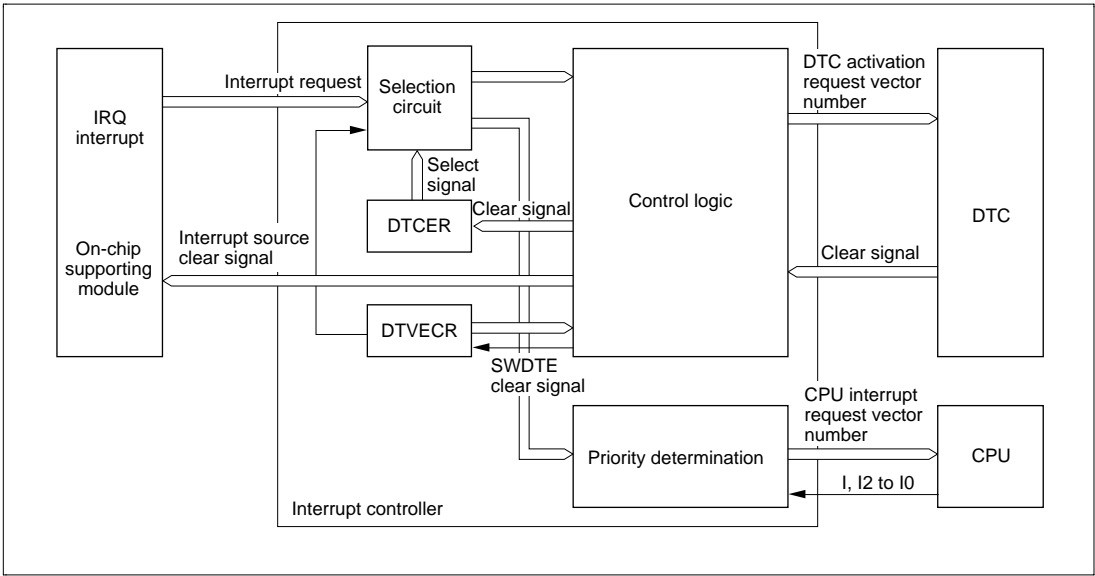 Interrupt request
Selection
circuit
DTC activation
request vector
number
IRQ
interrupt
Select
signal
Control logic
DTC
DTCER
Clear signal
Interrupt source
clear signal
On-chip
supporting
module
Clear signal
DTVECR
SWDTE
clear signal
CPU interrupt
request vector
number
Priority determination
CPU
I, I2 to I0
Interrupt controller